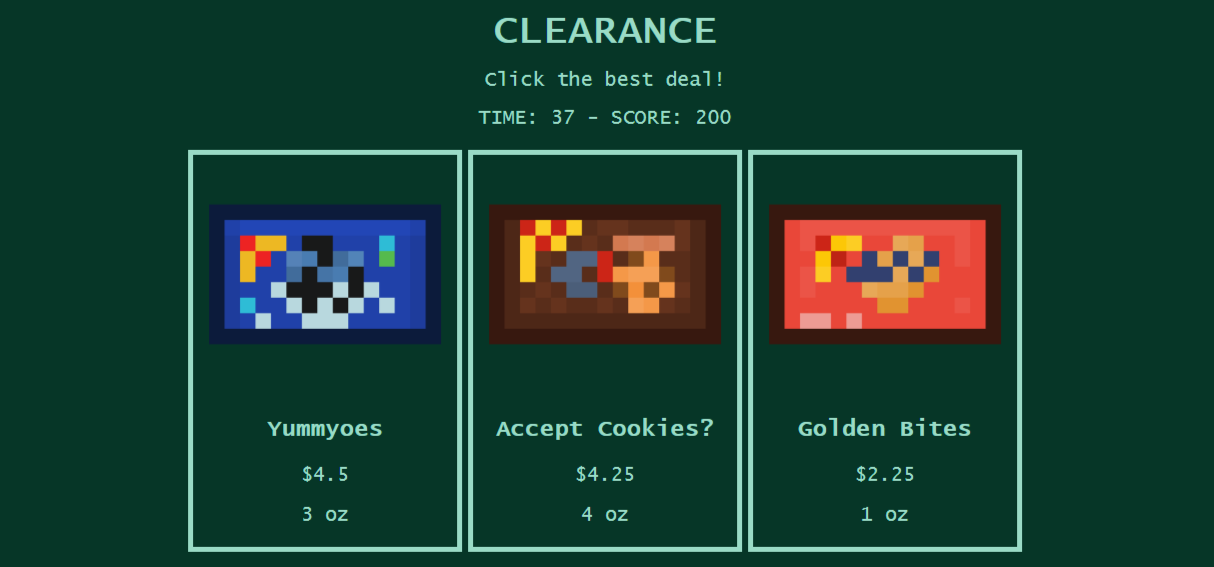 CLEARANCE
Click the best deal!
TIME: 37 - SCORE: 200
Yummyoes
$4.5
3 oz
Accept Cookies?
$4.25
4 oz
Golden Bites
$2.25
1 oz